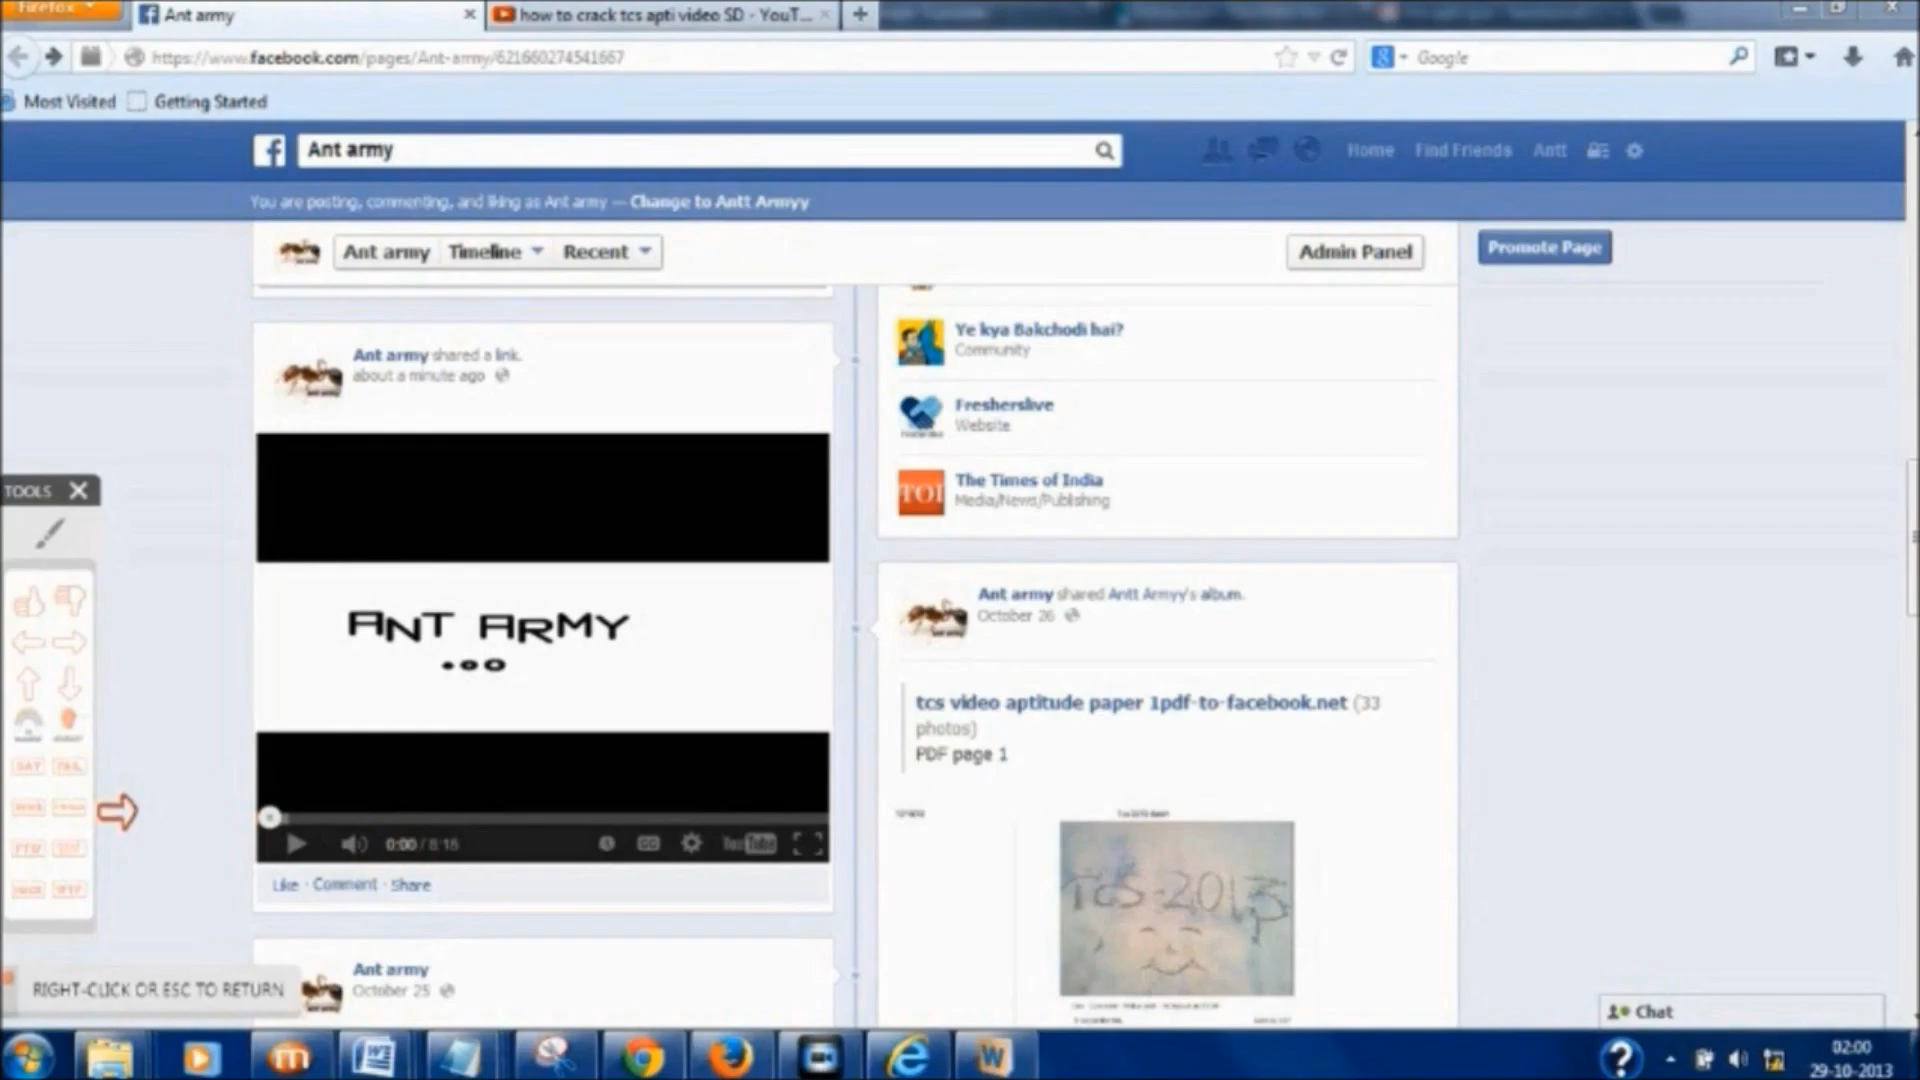 Firefox
Ant army
how to crack tcs apti video SD - YouT...
https://www.facebook.com/pages/Ant-army/621660274541667
Google
Most Visited
Getting Started
Ant army
Home
Find Friends
Antt
You are posting, commenting, and liking as Ant army — Change to Antt Armyy
Ant army
Timeline
Recent
Admin Panel
Promote Page
Ant army shared a link.
about a minute ago
ANT ARMY
0:00 / 8:15
YouTube
Like · Comment · Share
Ant army
October 25
Ye kya Bakchodi hai?
Community
Fresherslive
Website
TOI
The Times of India
Media/News/Publishing
Ant army shared Antt Armyy's album.
October 26
tcs video aptitude paper 1pdf-to-facebook.net (33
photos)
PDF page 1
TCS-2013
TOOLS
RIGHT-CLICK OR ESC TO RETURN
Chat
02:00
29-10-2013